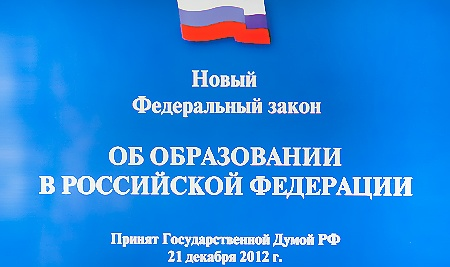 Новый
Федеральный закон
ОБ ОБРАЗОВАНИИ
В РОССИЙСКОЙ ФЕДЕРАЦИИ
Принят Государственной Думой РФ
21 декабря 2012 г.